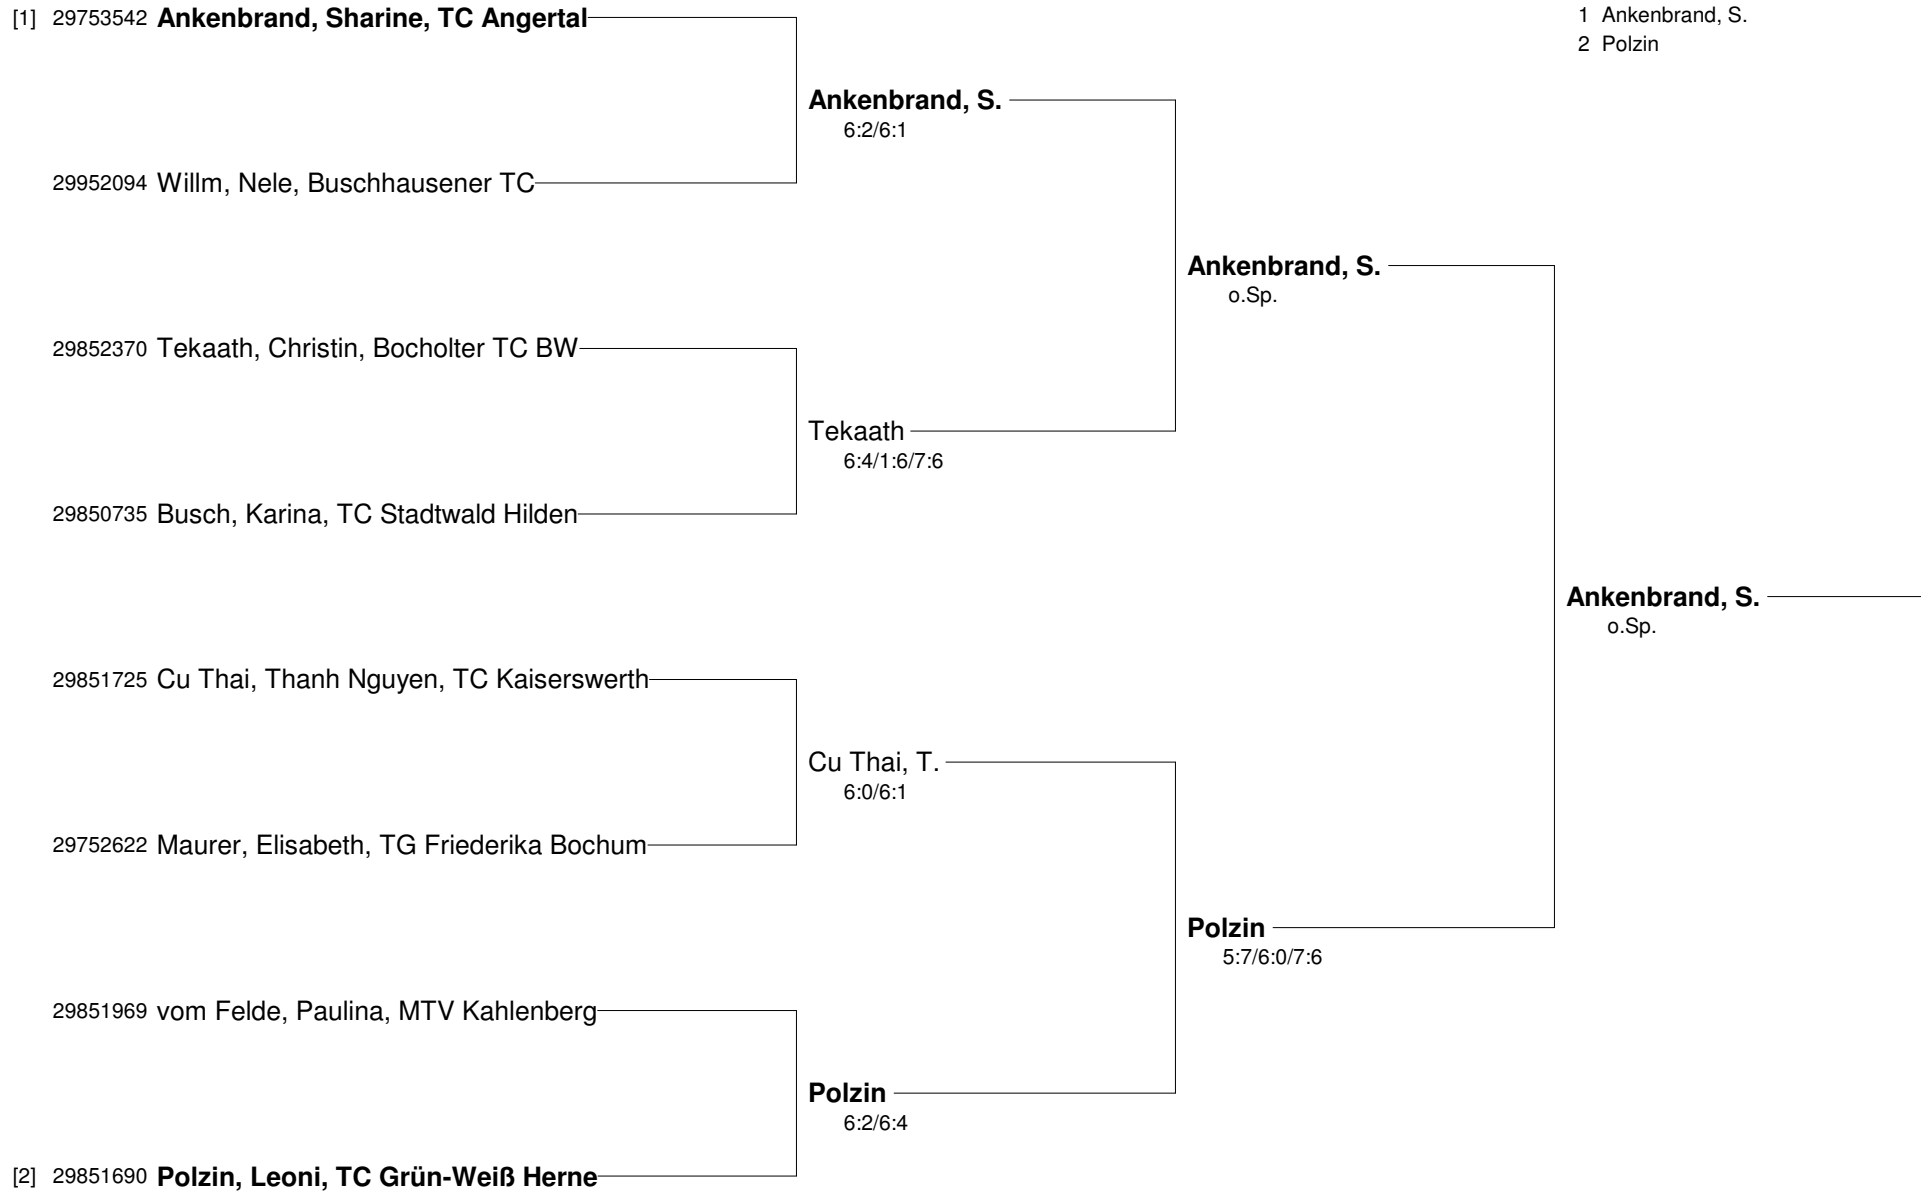 [1] 29753542 Ankenbrand, Sharine, TC Angertal
1 Ankenbrand, S.
2 Polzin
Ankenbrand, S.
6:2/6:1
29952094 Willm, Nele, Buschhausener TC
Ankenbrand, S.
o.Sp.
29852370 Tekaath, Christin, Bocholter TC BW
Tekaath
6:4/1:6/7:6
29850735 Busch, Karina, TC Stadtwald Hilden
Ankenbrand, S.
o.Sp.
29851725 Cu Thai, Thanh Nguyen, TC Kaiserswerth
Cu Thai, T.
6:0/6:1
29752622 Maurer, Elisabeth, TG Friederika Bochum
Polzin
5:7/6:0/7:6
29851969 vom Felde, Paulina, MTV Kahlenberg
Polzin
6:2/6:4
[2] 29851690 Polzin, Leoni, TC Grün-Weiß Herne